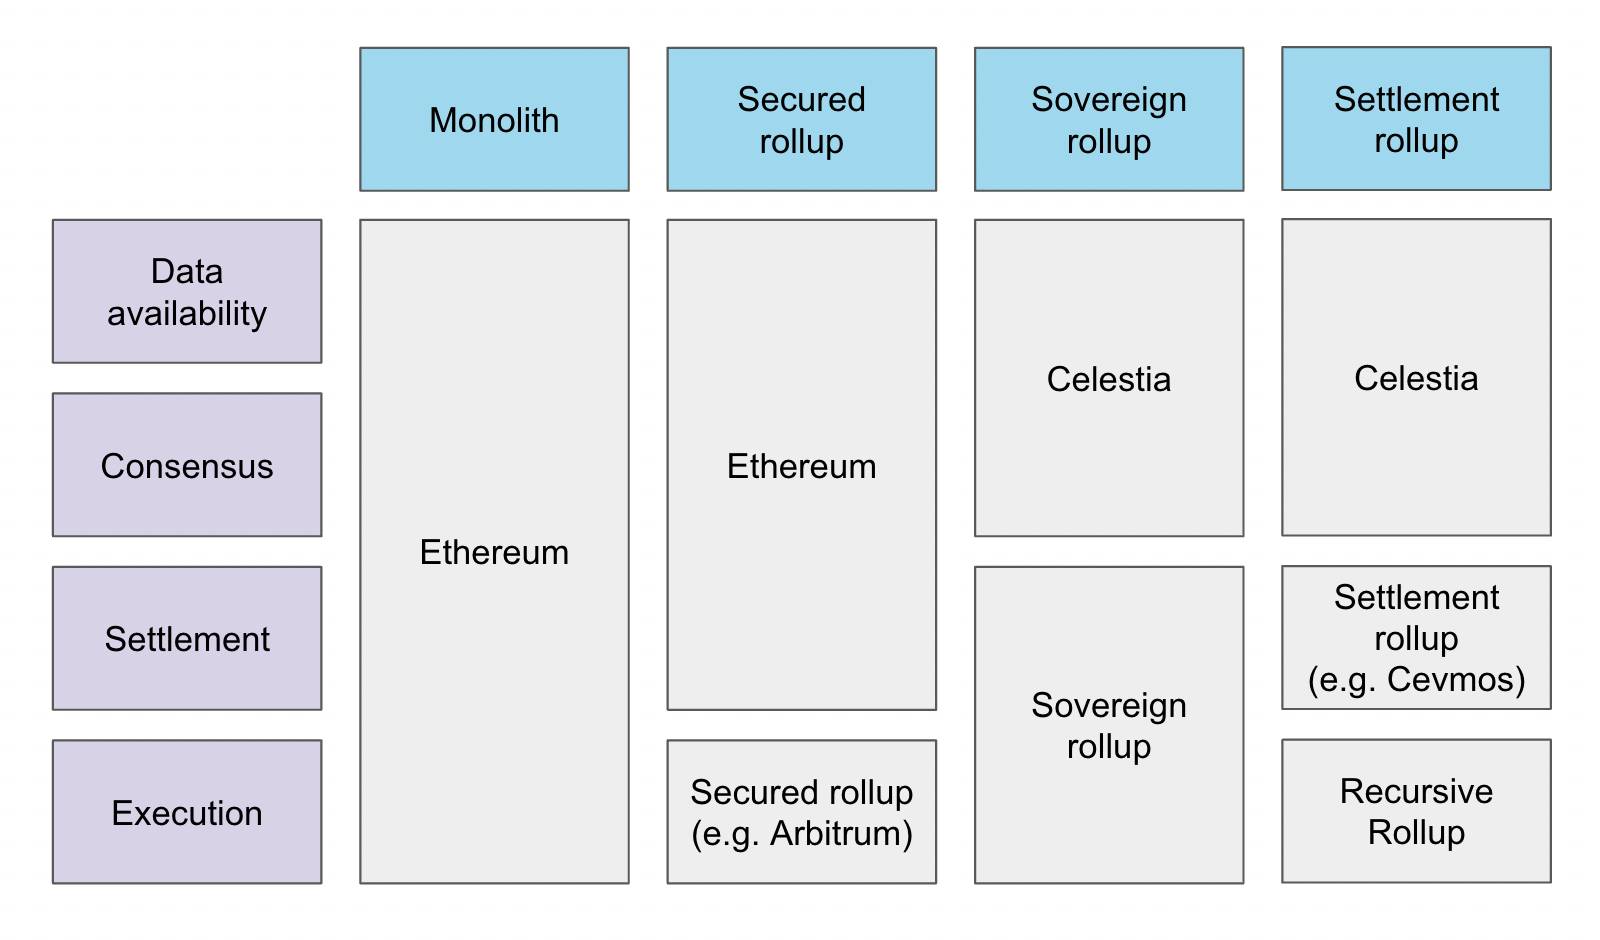 Monolith
Secured
rollup
Sovereign
rollup
Settlement
rollup
Data
availability
Consensus
Settlement
Execution
Ethereum
Ethereum
Secured rollup
(e.g. Arbitrum)
Celestia
Sovereign
rollup
Celestia
Settlement
rollup
(e.g. Cevmos)
Recursive
Rollup